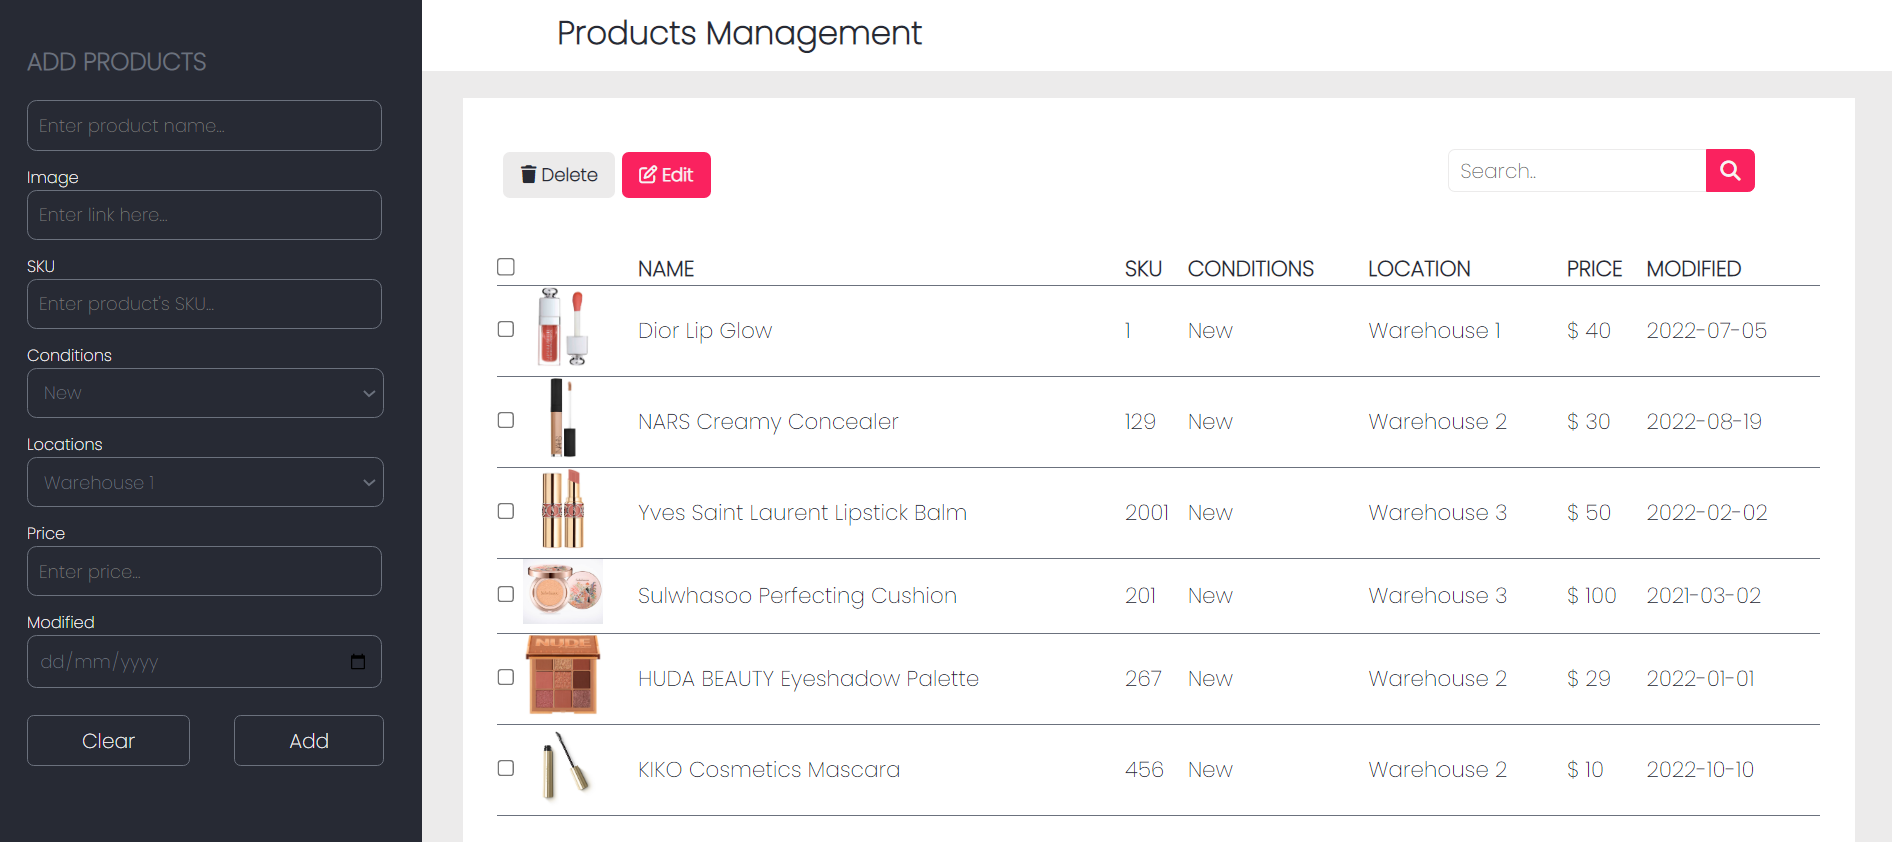 ADD PRODUCTS
Enter product name...
Image
Enter link here...
SKU
Enter product's SKU...
Conditions
New
Locations
Warehouse 1
Price
Enter price...
Modified
dd/mm/yyyy
Clear Add
Products Management
Delete Edit Search..
NAME SKU CONDITIONS LOCATION PRICE MODIFIED
Dior Lip Glow 1 New Warehouse 1 $ 40 2022-07-05
NARS Creamy Concealer 129 New Warehouse 2 $ 30 2022-08-19
Yves Saint Laurent Lipstick Balm 2001 New Warehouse 3 $ 50 2022-02-02
Sulwhasoo Perfecting Cushion 201 New Warehouse 3 $ 100 2021-03-02
NUDE
HUDA BEAUTY Eyeshadow Palette 267 New Warehouse 2 $ 29 2022-01-01
KIKO Cosmetics Mascara 456 New Warehouse 2 $ 10 2022-10-10